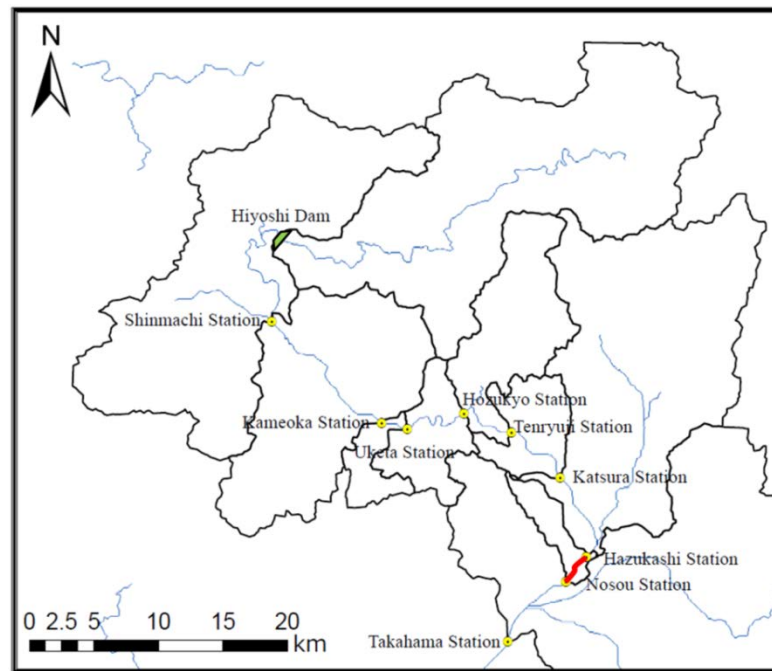 N
Hiyoshi Dam
Shinmachi Station
Hozukyo Station
Kameoka Station
Tenryuji Station
Uketa Station
Katsura Station
Hazukashi Station
Nosou Station
0 2.5 5 10 15 20
km
Takahama Station